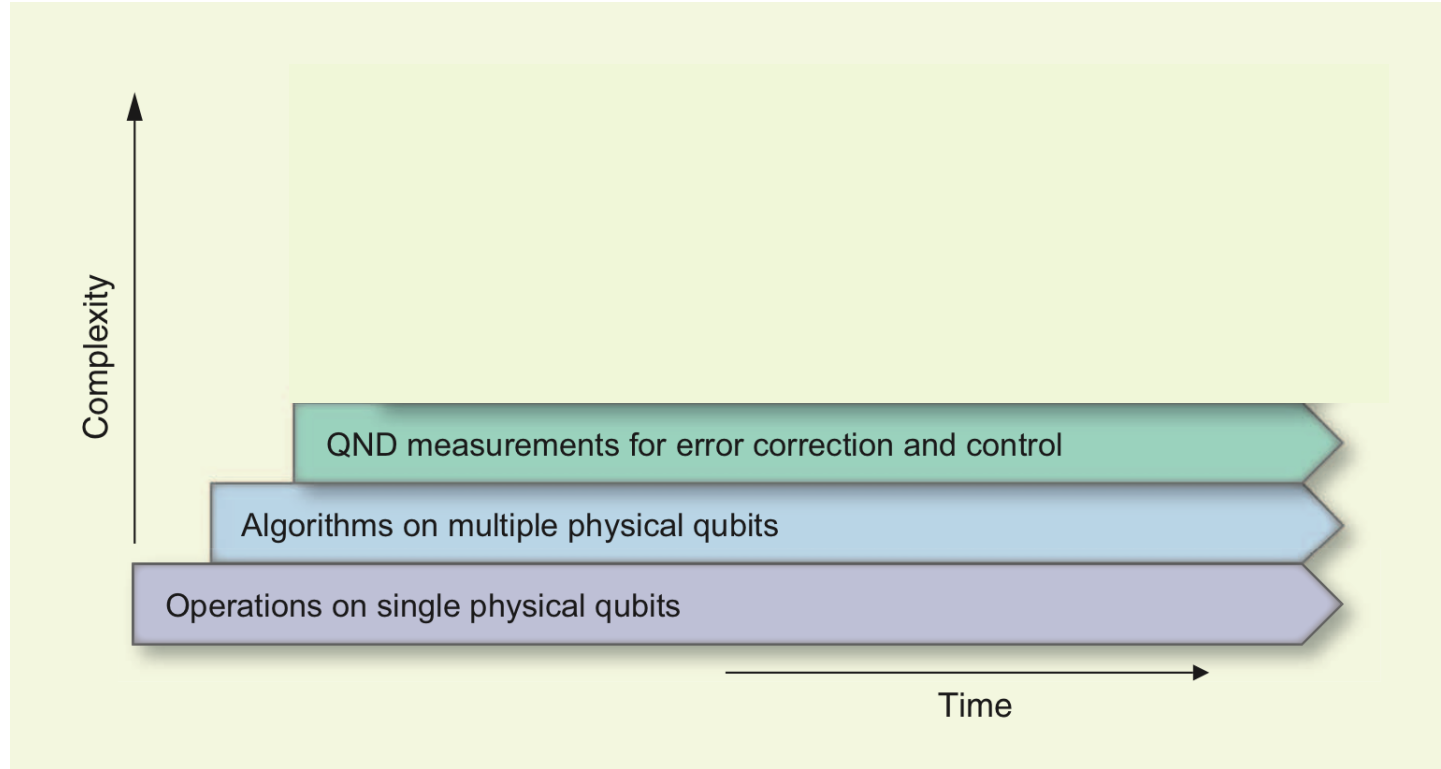 Complexity
QND measurements for error correction and control
Algorithms on multiple physical qubits
Operations on single physical qubits
Time